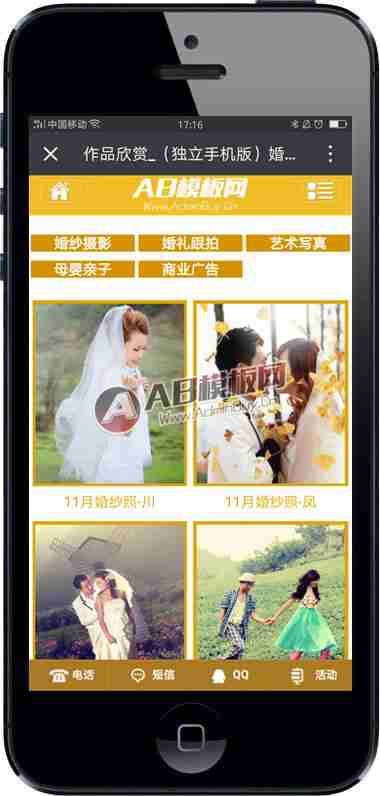 中国移动 17:16
作品欣赏_（独立手机版）婚...
AB模板网
Www.AdminBuy.Cn
婚纱摄影 婚礼跟拍 艺术写真
母婴亲子 商业广告
AB模板网
Www.AdminBuy.Cn
11月婚纱照-川 11月婚纱照-凤
电话 短信 QQ 活动